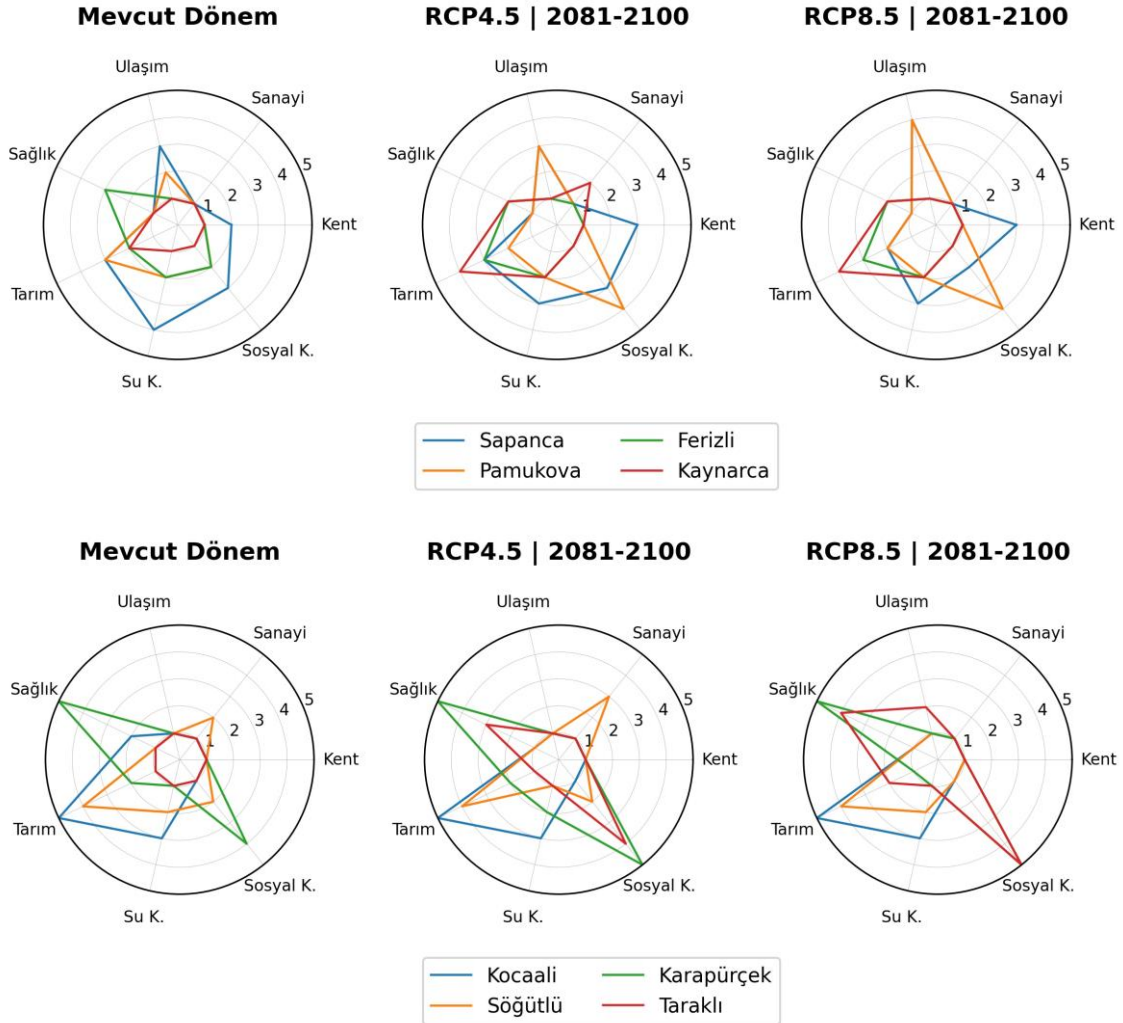 Mevcut Dönem
RCP4.5 | 2081-2100
RCP8.5 | 2081-2100
Ulaşım
Sanayi
Sağlık
5
4
3
2
1
Kent
Tarım
Sosyal K.
Su K.
Ulaşım
Sanayi
Sağlık
5
4
3
2
1
Kent
Tarım
Sosyal K.
Su K.
Ulaşım
Sanayi
Sağlık
5
4
3
2
1
Kent
Tarım
Sosyal K.
Su K.
Sapanca
Ferizli
Pamukova
Kaynarca
Mevcut Dönem
RCP4.5 | 2081-2100
RCP8.5 | 2081-2100
Ulaşım
Sanayi
Sağlık
5
4
3
2
1
Kent
Tarım
Sosyal K.
Su K.
Ulaşım
Sanayi
Sağlık
5
4
3
2
1
Kent
Tarım
Sosyal K.
Su K.
Ulaşım
Sanayi
Sağlık
5
4
3
2
1
Kent
Tarım
Sosyal K.
Su K.
Kocaali
Karapürçek
Söğütlü
Taraklı